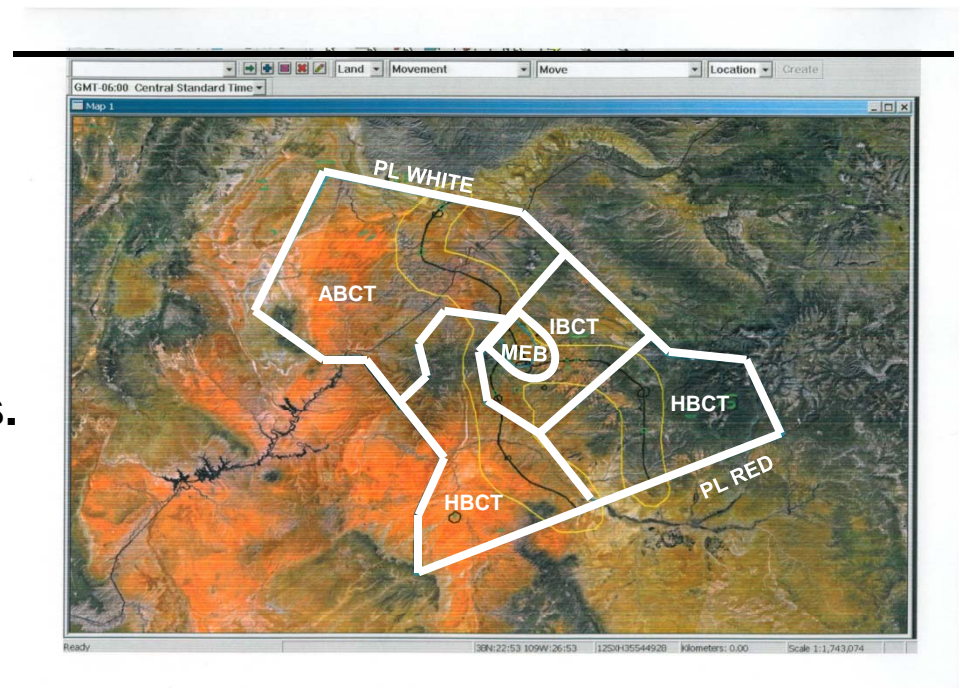 Land Movement Move Location Create
GMT-06:00 Central Standard Time
Map 1
PL WHITE
ABCT
IBCT
MEB
HBCT
s.
PL RED
HBCT
Ready 38N:22:53 109W:26:53 12SXH35544928 Kilometers: 0.00 Scale 1:1,743,074